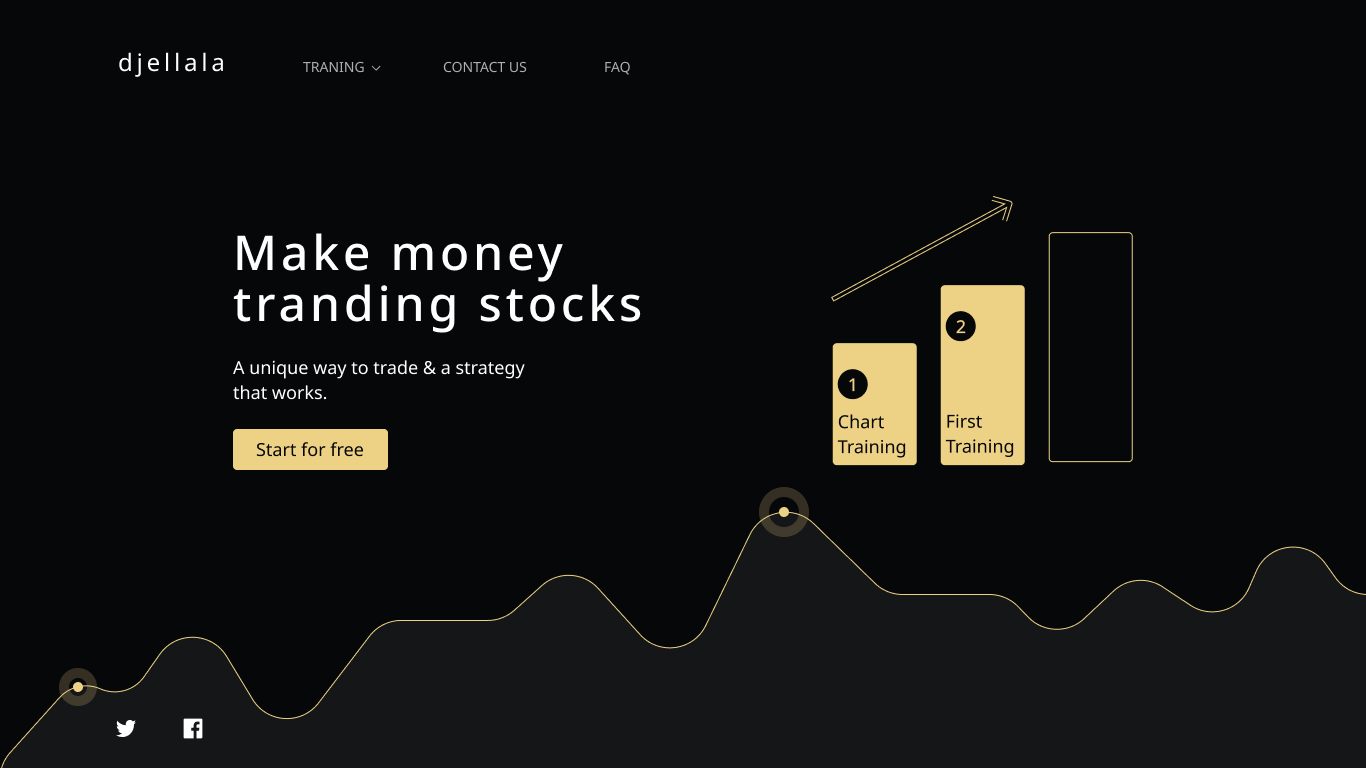 djellala
TRANING
CONTACT US
FAQ
Make money
tranding stocks
A unique way to trade & a strategy
that works.
Start for free
1
Chart
Training
2
First
Training